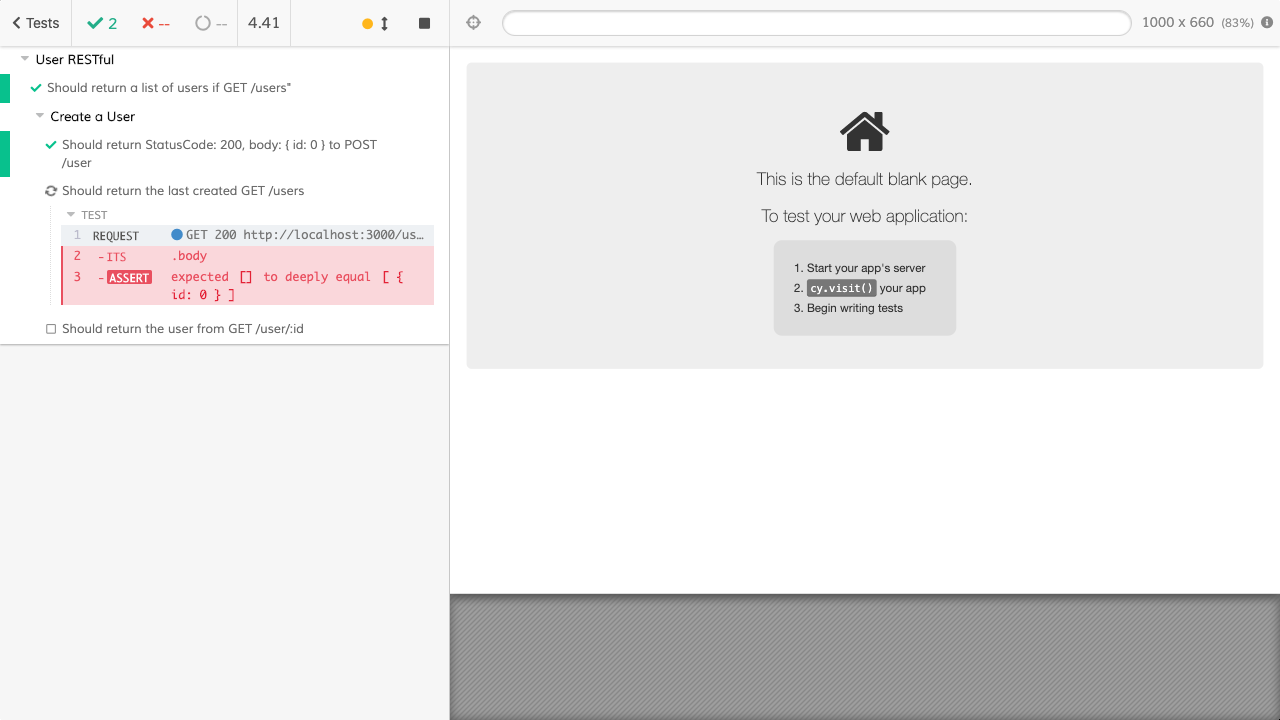 Tests 2 -- -- 4.41
1000 x 660 (83%)
User RESTful
Should return a list of users if GET /users"
Create a User
Should return StatusCode: 200, body: { id: 0 } to POST
/user
Should return the last created GET /users
TEST
1 REQUEST GET 200 http://localhost:3000/us…
2 -ITS .body
3 -ASSERT expected [] to deeply equal [ {
id: 0 } ]
Should return the user from GET /user/:id
This is the default blank page.
To test your web application:
1. Start your app's server
2. cy.visit() your app
3. Begin writing tests